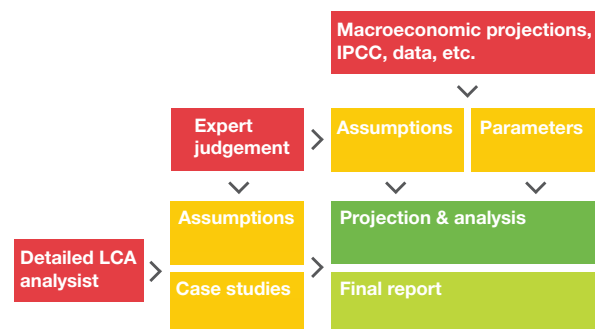 Macroeconomic projections,
IPCC, data, etc.
Expert
judgement
Assumptions
Parameters
Assumptions
Projection & analysis
Detailed LCA
analysist
Case studies
Final report